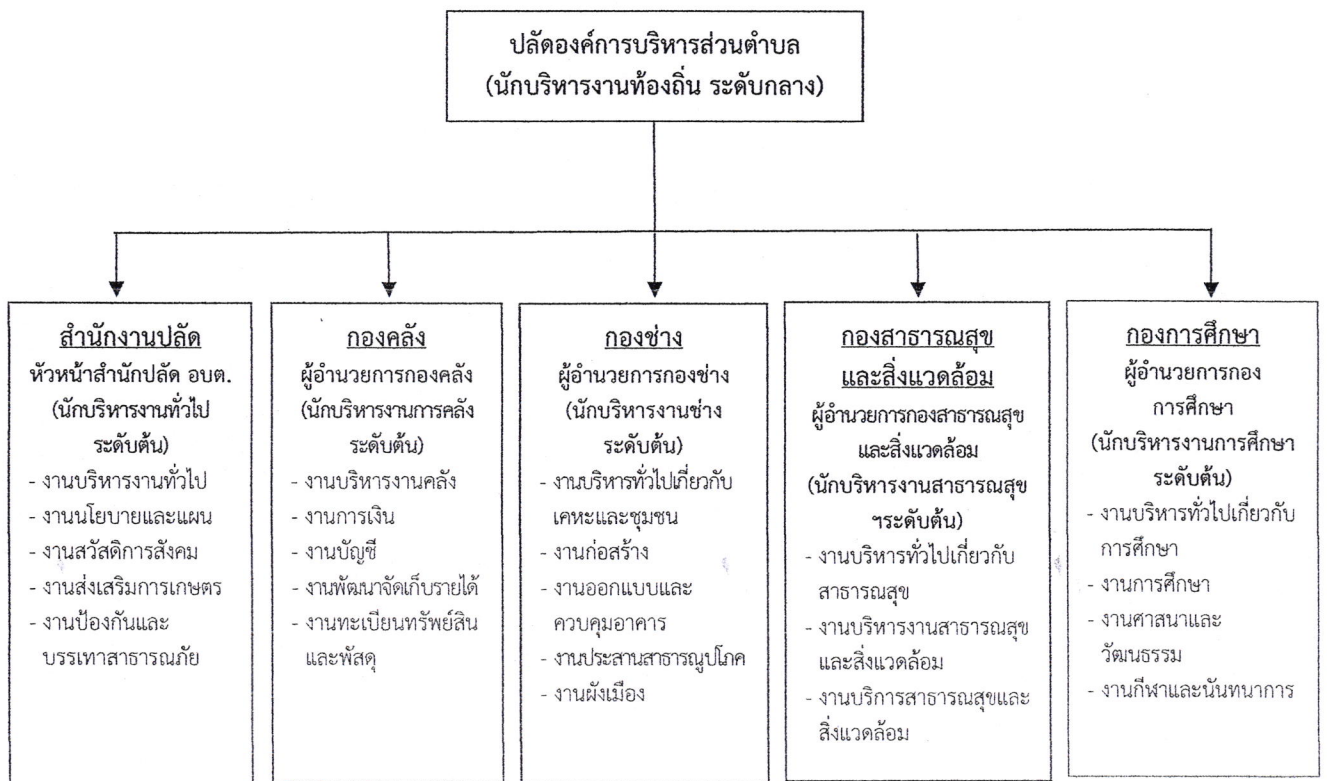 ปลัดองค์การบริหารส่วนตำบล
(นักบริหารงานท้องถิ่น ระดับกลาง)
สำนักงานปลัด
หัวหน้าสำนักปลัด อบต.
(นักบริหารงานทั่วไป
ระดับต้น)
- งานบริหารงานทั่วไป
- งานนโยบายและแผน
- งานสวัสดิการสังคม
- งานส่งเสริมการเกษตร
- งานป้องกันและ
บรรเทาสาธารณภัย
กองคลัง
ผู้อำนวยการกองคลัง
(นักบริหารงานการคลัง
ระดับต้น)
- งานบริหารงานคลัง
- งานการเงิน
- งานบัญชี
- งานพัฒนาจัดเก็บรายได้
- งานทะเบียนทรัพย์สิน
และพัสดุ
กองช่าง
ผู้อำนวยการกองช่าง
(นักบริหารงานช่าง
ระดับต้น)
- งานบริหารทั่วไปเกี่ยวกับ
เคหะและชุมชน
- งานก่อสร้าง
- งานออกแบบและ
ควบคุมอาคาร
- งานประสานสาธารณูปโภค
- งานผังเมือง
กองสาธารณสุข
และสิ่งแวดล้อม
ผู้อำนวยการกองสาธารณสุข
และสิ่งแวดล้อม
(นักบริหารงานสาธารณสุข
ฯระดับต้น)
- งานบริหารทั่วไปเกี่ยวกับ
สาธารณสุข
- งานบริหารงานสาธารณสุข
และสิ่งแวดล้อม
- งานบริการสาธารณสุขและ
สิ่งแวดล้อม
กองการศึกษา
ผู้อำนวยการกอง
การศึกษา
(นักบริหารงานการศึกษา
ระดับต้น)
- งานบริหารทั่วไปเกี่ยวกับ
การศึกษา
- งานการศึกษา
- งานศาสนาและ
วัฒนธรรม
- งานกีฬาและนันทนาการ